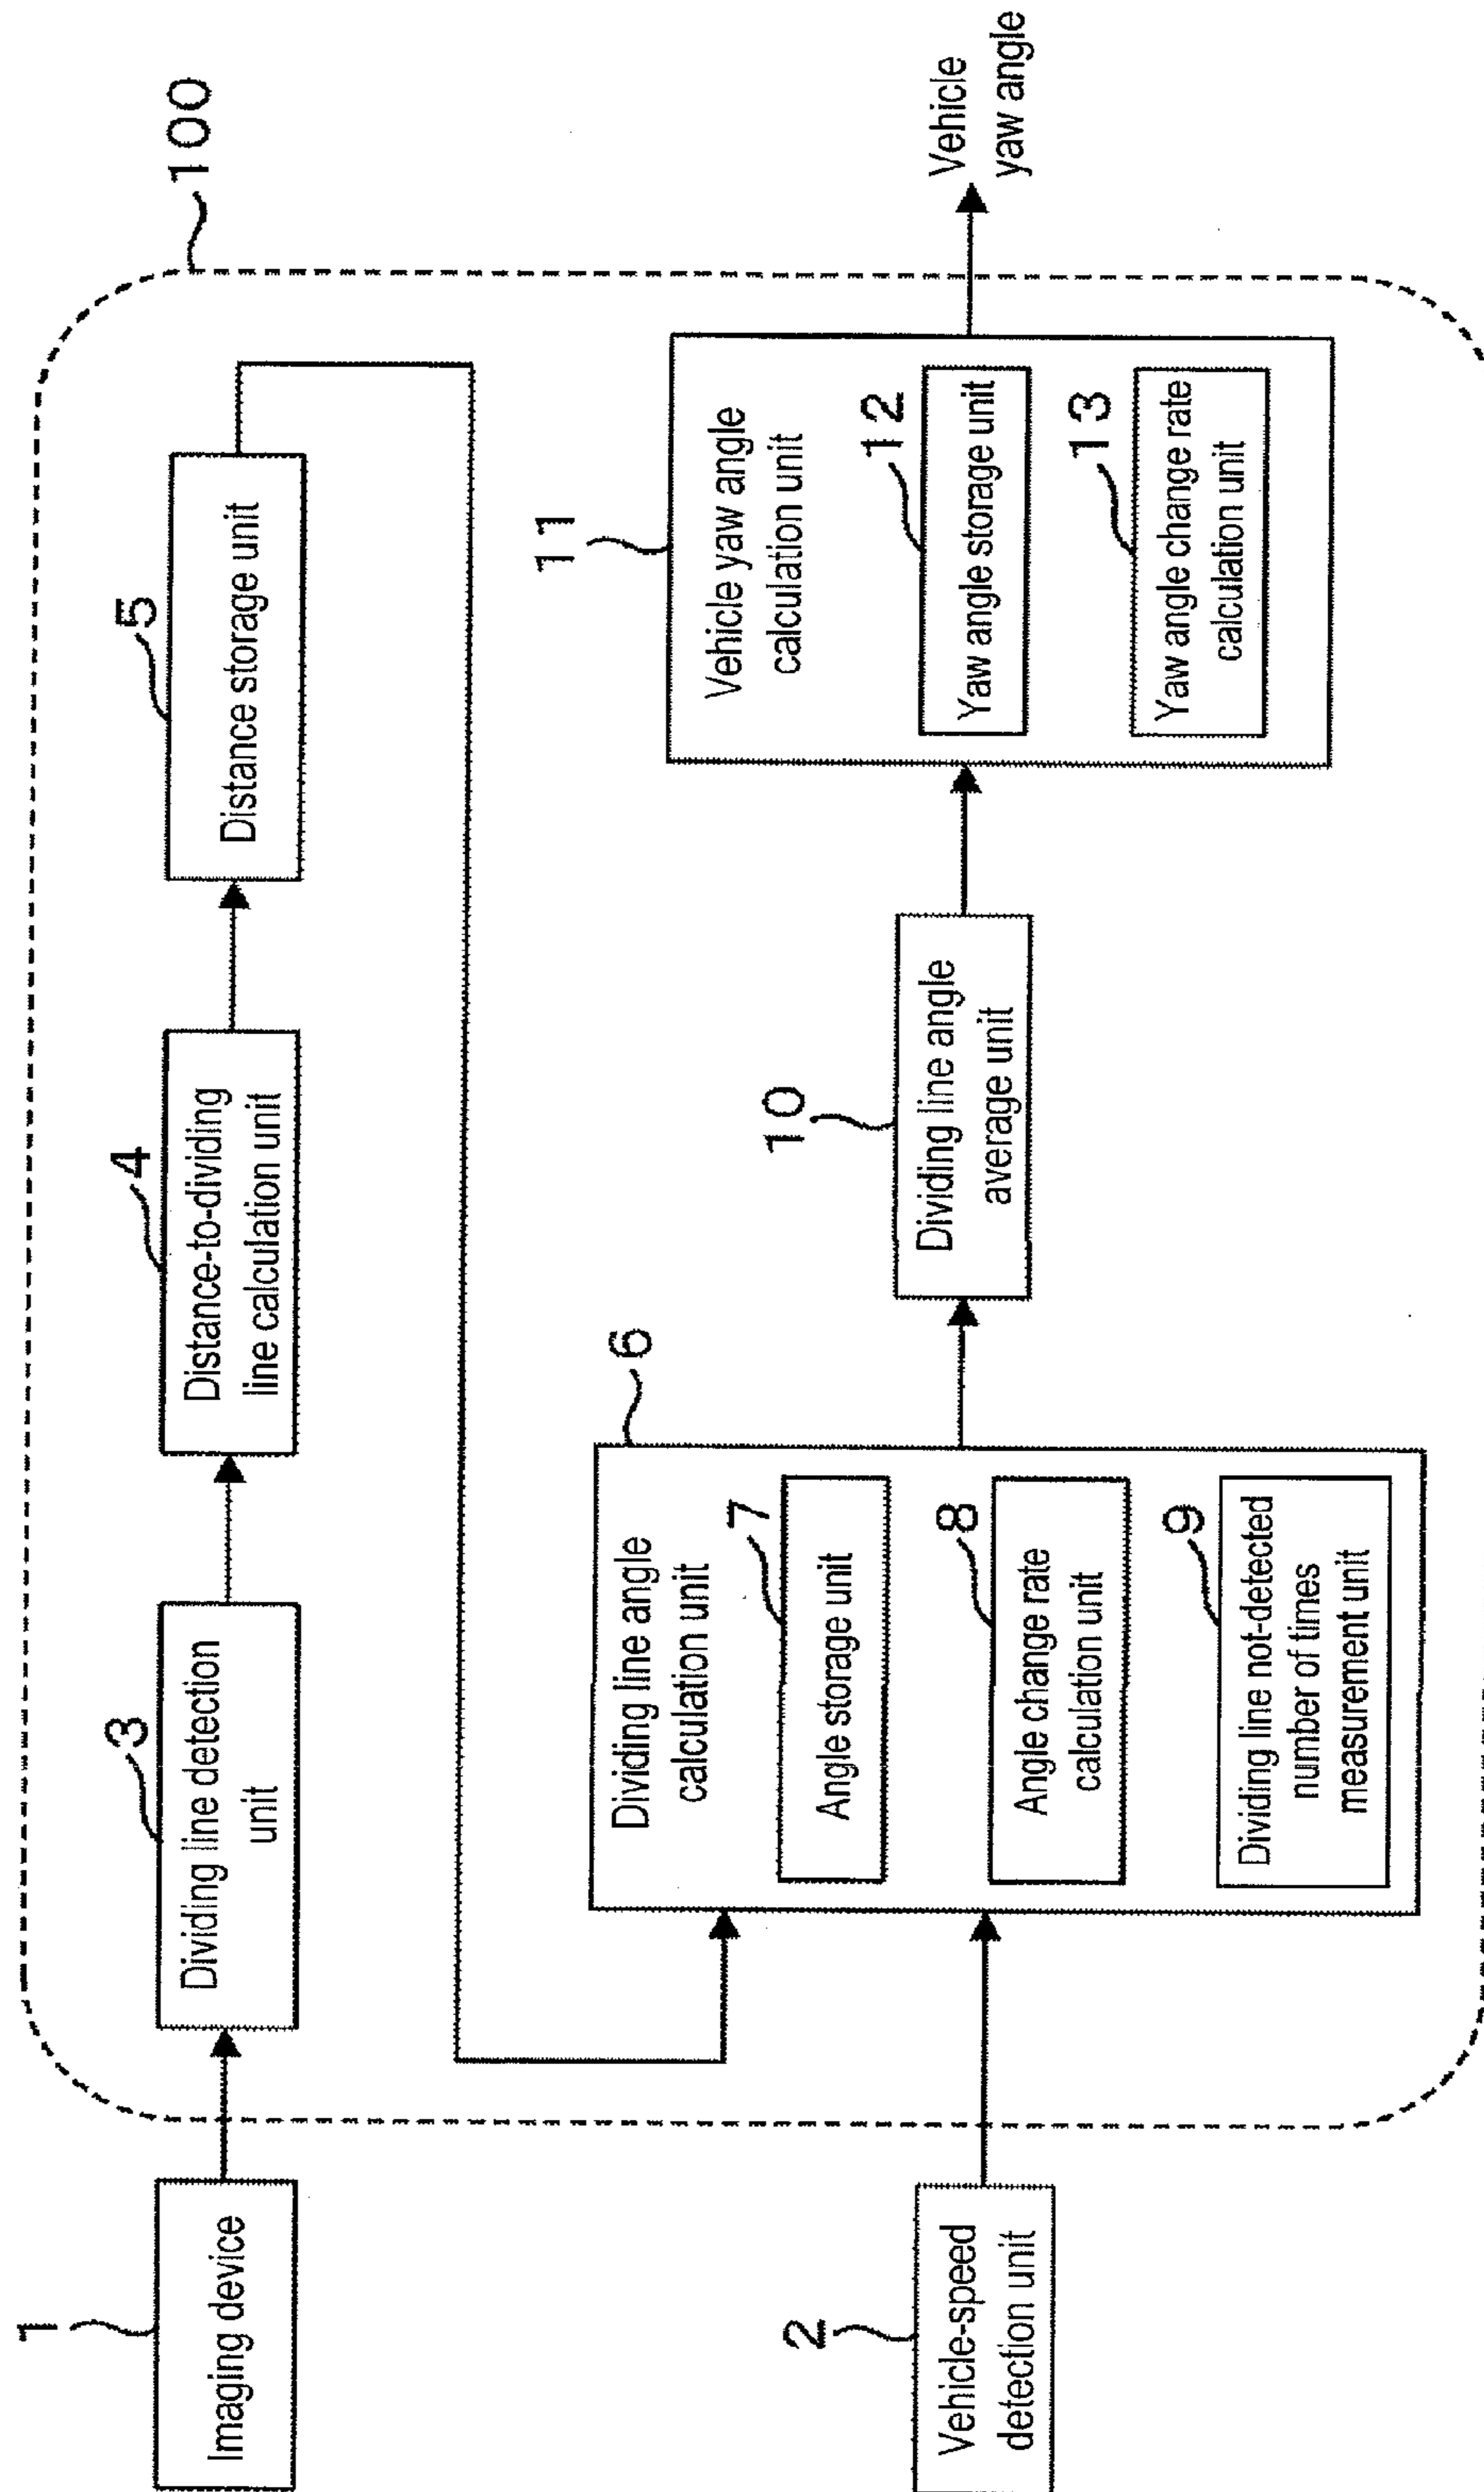 100
1
Imaging device
3
Dividing line detection
unit
4
Distance-to-dividing
line calculation unit
5
Distance storage unit
2
Vehicle-speed
detection unit
6
Dividing line angle
calculation unit
7
Angle storage unit
8
Angle change rate
calculation unit
9
Dividing line not-detected
number of times
measurement unit
10
Dividing line angle
average unit
11
Vehicle yaw angle
calculation unit
12
Yaw angle storage unit
13
Yaw angle change rate
calculation unit
Vehicle
yaw angle